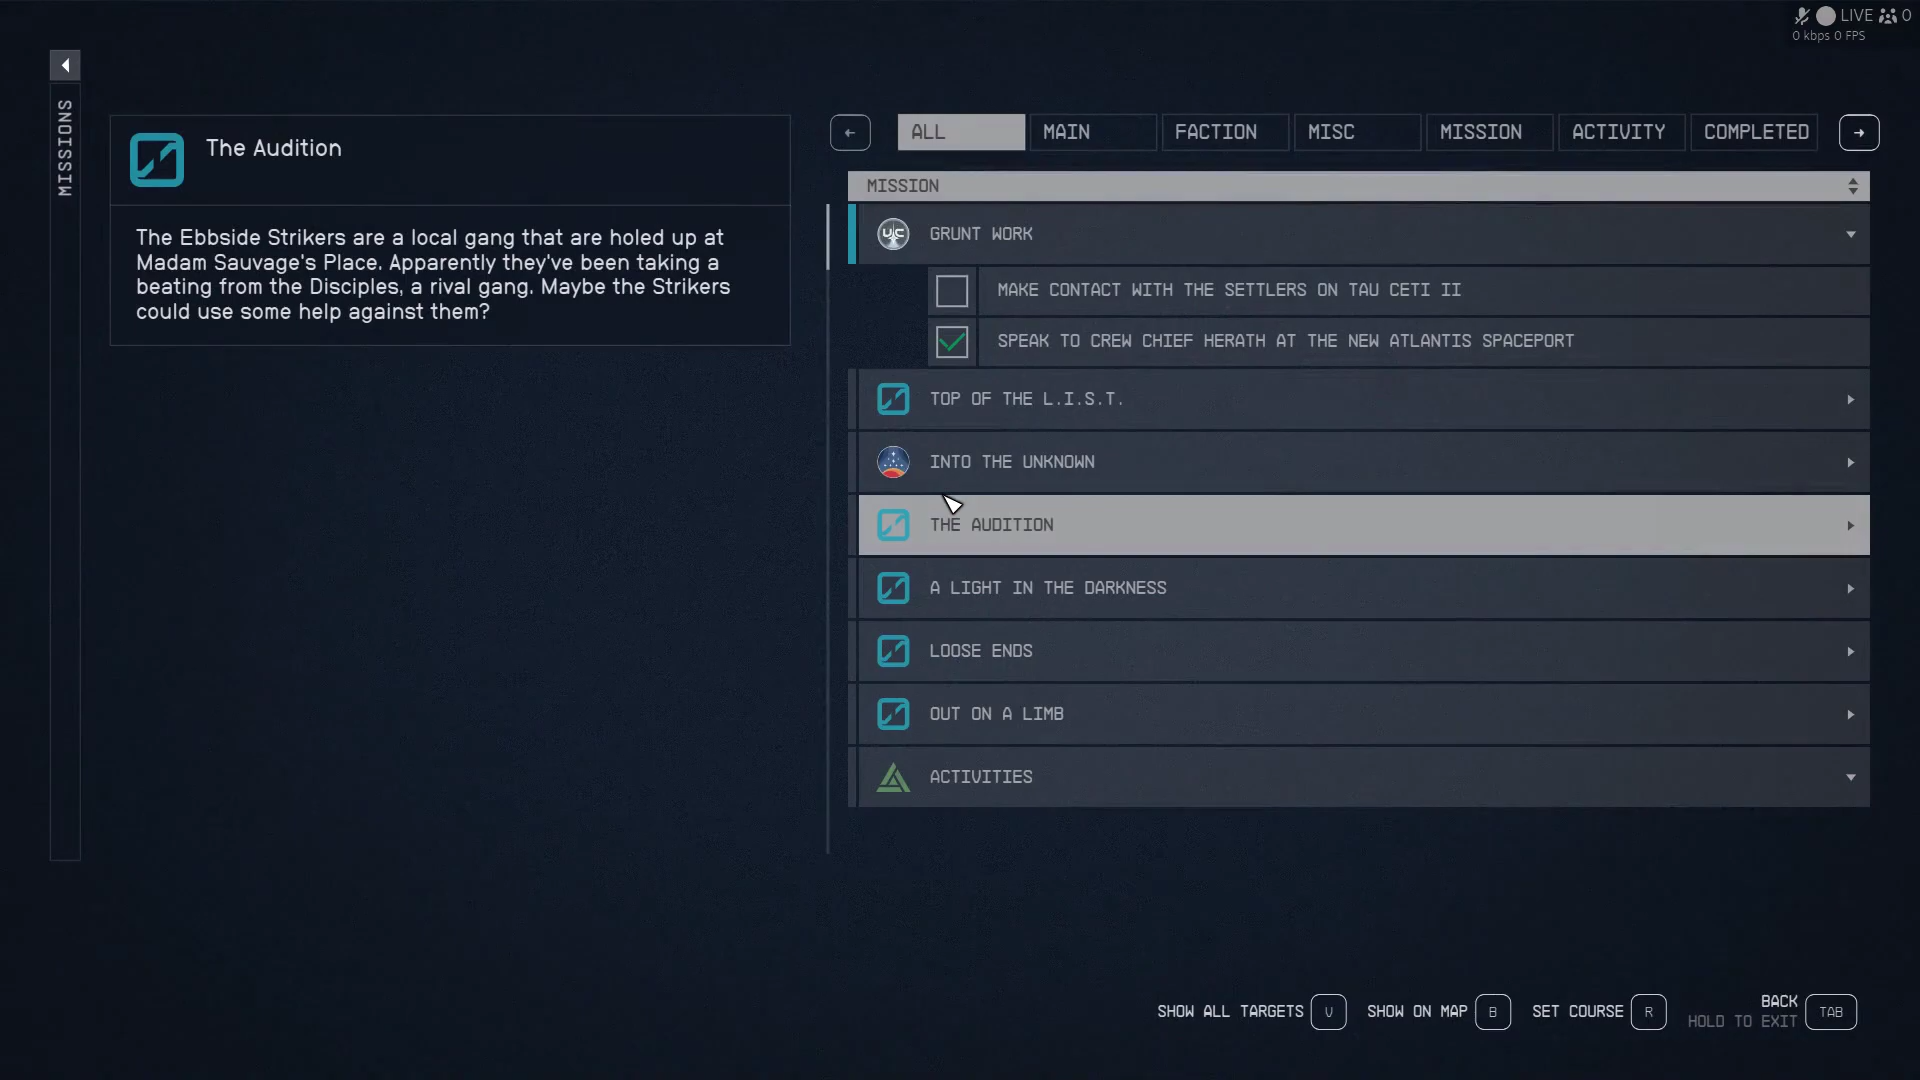 LIVE 0
0 kbps 0 FPS
MISSIONS
The Audition
The Ebbside Strikers are a local gang that are holed up at
Madam Sauvage's Place. Apparently they've been taking a
beating from the Disciples, a rival gang. Maybe the Strikers
could use some help against them?
ALL MAIN FACTION MISC MISSION ACTIVITY COMPLETED
MISSION
UC GRUNT WORK
MAKE CONTACT WITH THE SETTLERS ON TAU CETI II
SPEAK TO CREW CHIEF HERATH AT THE NEW ATLANTIS SPACEPORT
TOP OF THE L.I.S.T.
INTO THE UNKNOWN
THE AUDITION
A LIGHT IN THE DARKNESS
LOOSE ENDS
OUT ON A LIMB
ACTIVITIES
SHOW ALL TARGETS V SHOW ON MAP B SET COURSE R BACK TAB
HOLD TO EXIT